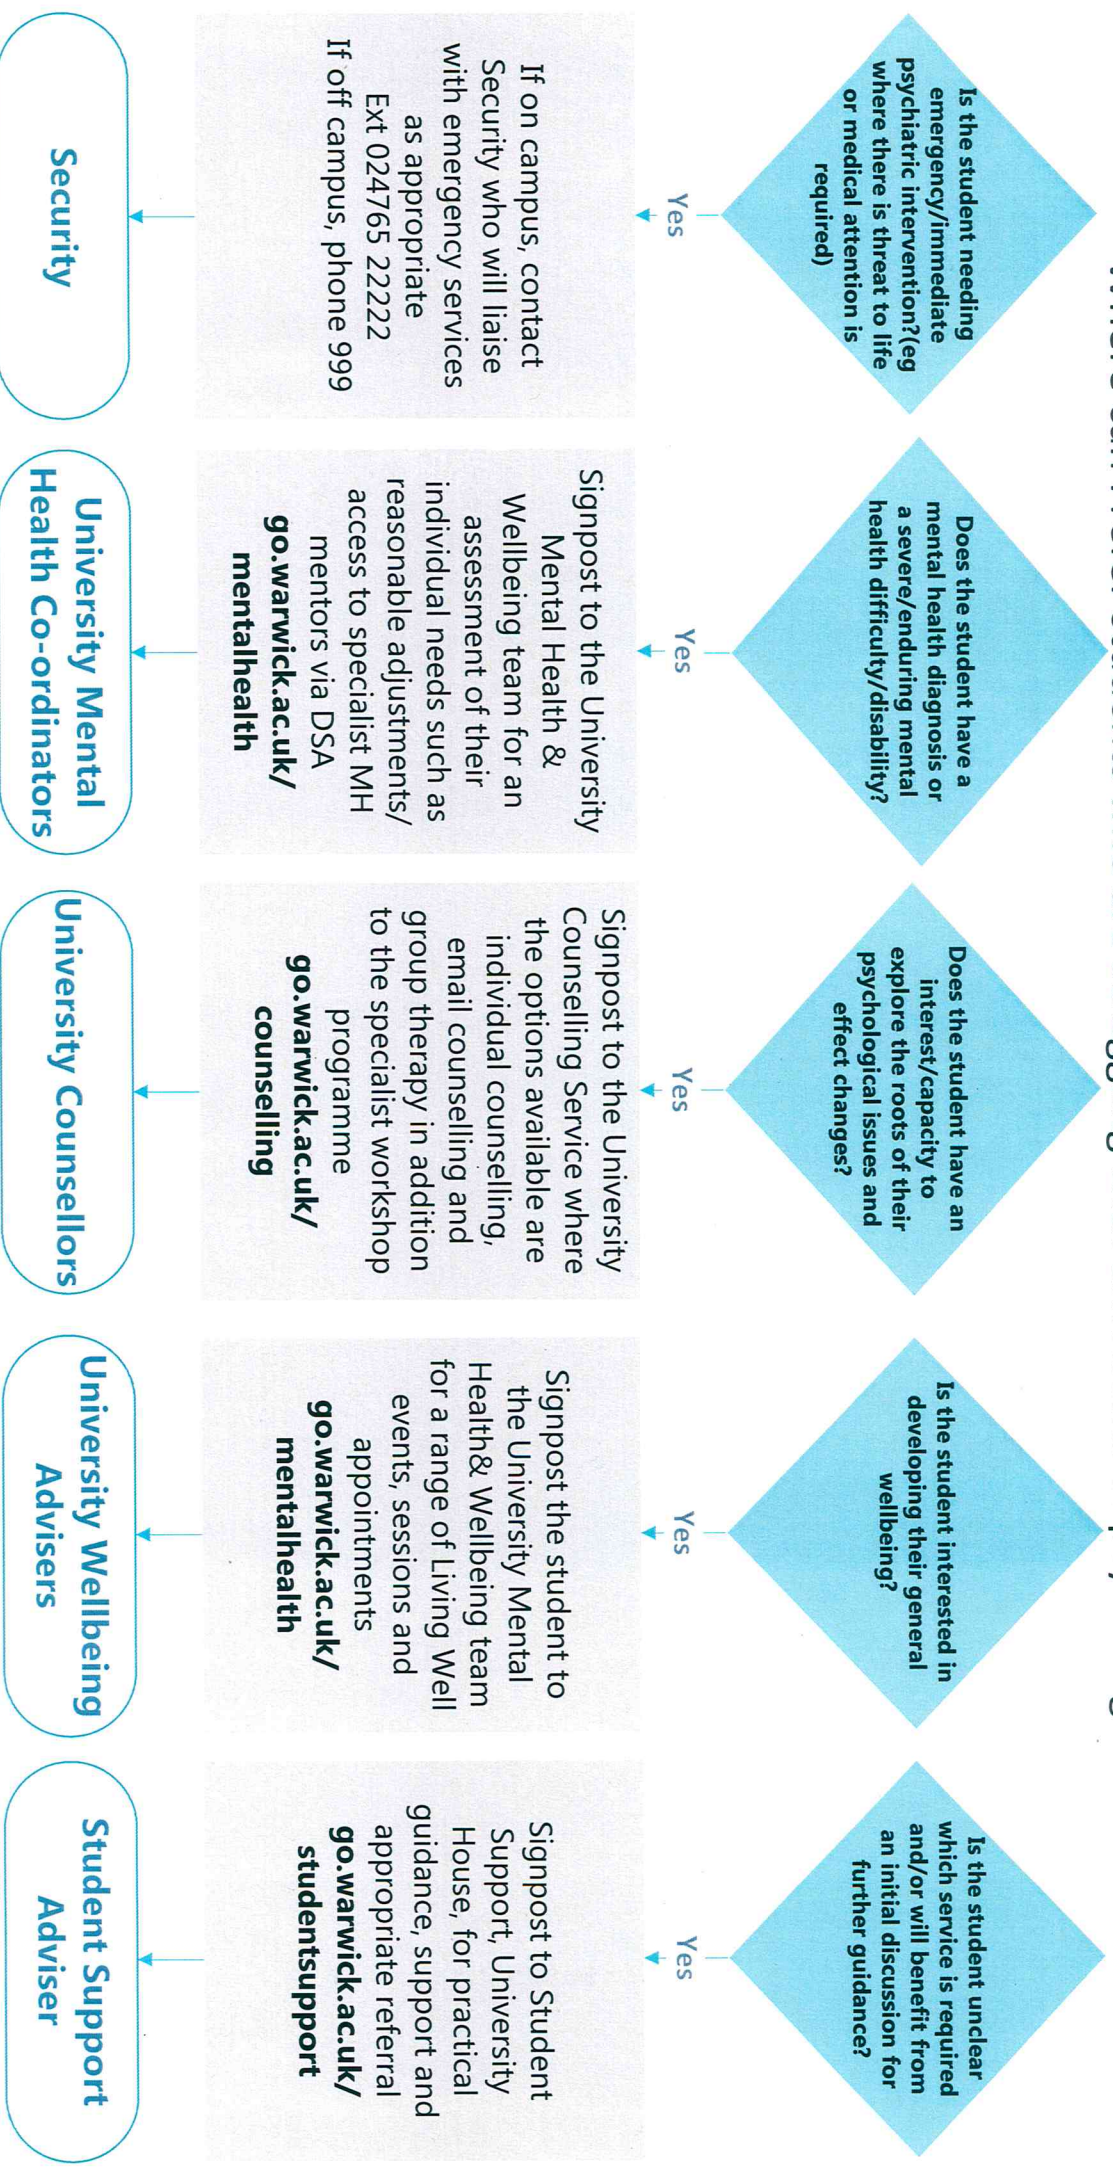 Is the student needing
emergency/immediate
psychiatric intervention?(eg
where there is threat to life
or medical attention is
required)
Yes
If on campus, contact
Security who will liaise
with emergency services
as appropriate
Ext 024765 22222
If off campus, phone 999
Security
Does the student have a
mental health diagnosis or
a severe/enduring mental
health difficulty/disability?
Yes
Signpost to the University
Mental Health &
Wellbeing team for an
assessment of their
individual needs such as
reasonable adjustments/
access to specialist MH
mentors via DSA
go.warwick.ac.uk/
mentalhealth
University Mental
Health Co-ordinators
Does the student have an
interest/capacity to
explore the roots of their
psychological issues and
effect changes?
Yes
Signpost to the University
Counselling Service where
the options available are
individual counselling,
email counselling and
group therapy in addition
to the specialist workshop
programme
go.warwick.ac.uk/
counselling
University Counsellors
Is the student interested in
developing their general
wellbeing?
Yes
Signpost the student to
the University Mental
Health& Wellbeing team
for a range of Living Well
events, sessions and
appointments
go.warwick.ac.uk/
mentalhealth
University Wellbeing
Advisers
Is the student unclear
which service is required
and/or will benefit from
an initial discussion for
further guidance?
Yes
Signpost to Student
Support, University
House, for practical
guidance, support and
appropriate referral
go.warwick.ac.uk/
studentsupport
Student Support
Adviser